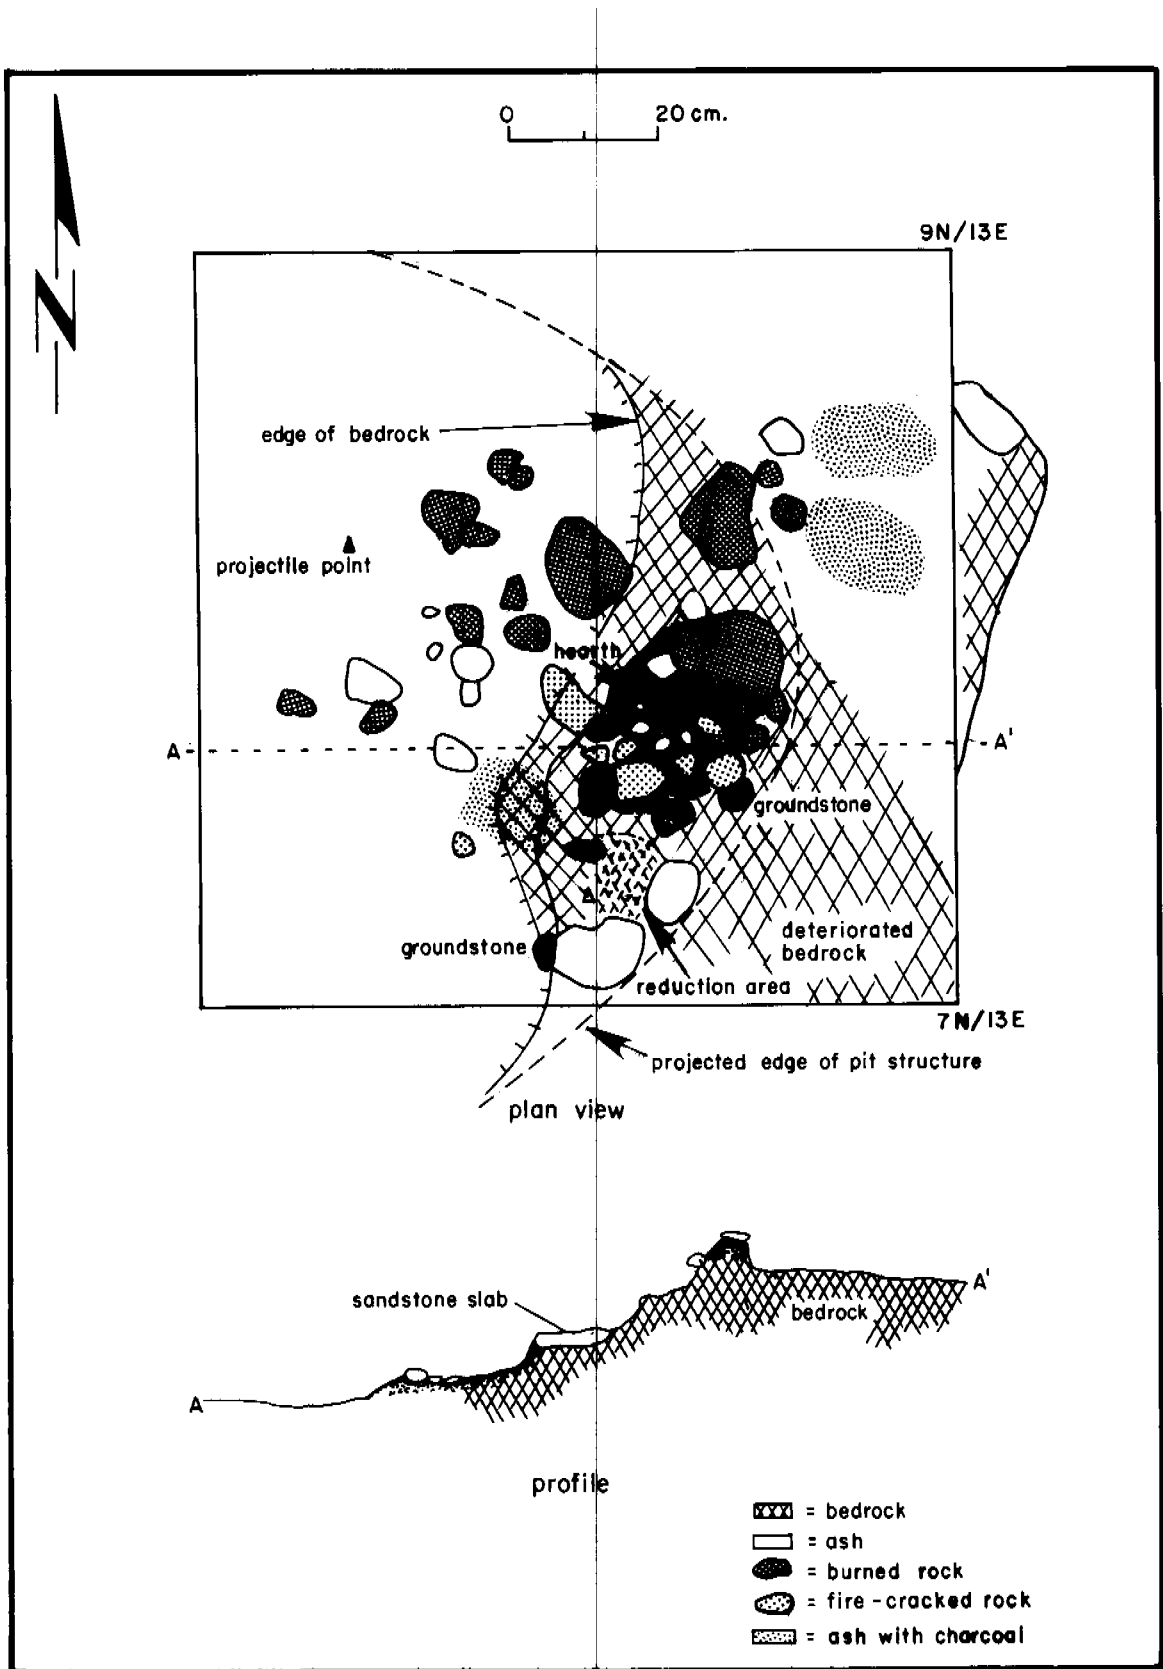 0 20 cm.
N
9N/13E
edge of bedrock
projectile point
hearth
A
A'
groundstone
deteriorated
bedrock
groundstone
reduction area
7N/13E
projected edge of pit structure
plan view
sandstone slab
A'
bedrock
A
profile
= bedrock
= ash
= burned rock
= fire-cracked rock
= ash with charcoal